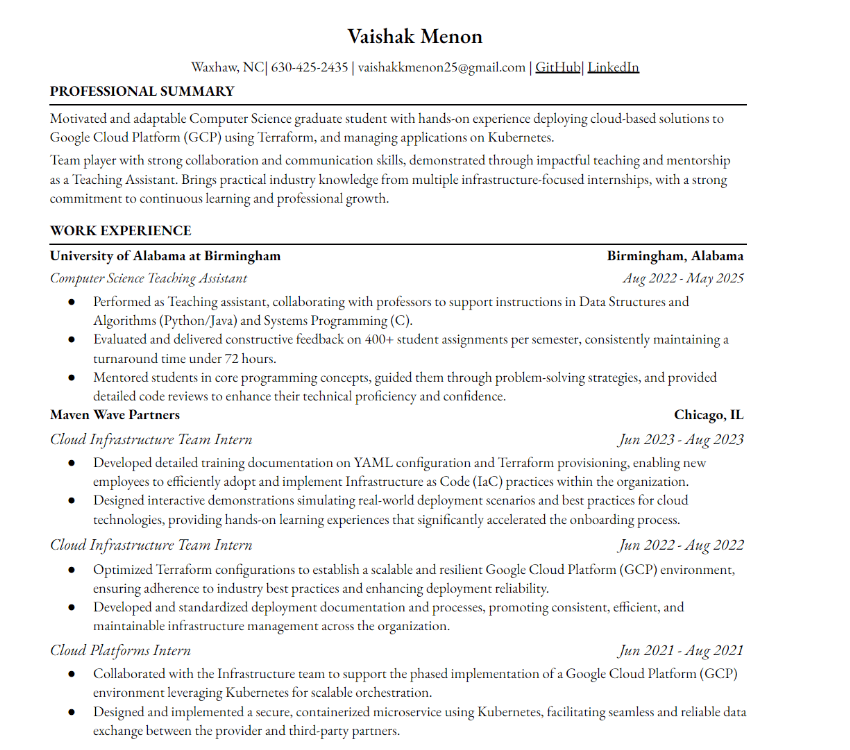 Vaishak Menon
Waxhaw, NC| 630-425-2435 | vaishakkmenon25@gmail.com | GitHub| LinkedIn
PROFESSIONAL SUMMARY
Motivated and adaptable Computer Science graduate student with hands-on experience deploying cloud-based solutions to
Google Cloud Platform (GCP) using Terraform, and managing applications on Kubernetes.
Team player with strong collaboration and communication skills, demonstrated through impactful teaching and mentorship
as a Teaching Assistant. Brings practical industry knowledge from multiple infrastructure-focused internships, with a strong
commitment to continuous learning and professional growth.
WORK EXPERIENCE
University of Alabama at Birmingham Birmingham, Alabama
Computer Science Teaching Assistant Aug 2022 - May 2025
● Performed as Teaching assistant, collaborating with professors to support instructions in Data Structures and
Algorithms (Python/Java) and Systems Programming (C).
● Evaluated and delivered constructive feedback on 400+ student assignments per semester, consistently maintaining a
turnaround time under 72 hours.
● Mentored students in core programming concepts, guided them through problem-solving strategies, and provided
detailed code reviews to enhance their technical proficiency and confidence.
Maven Wave Partners Chicago, IL
Cloud Infrastructure Team Intern Jun 2023 - Aug 2023
● Developed detailed training documentation on YAML configuration and Terraform provisioning, enabling new
employees to efficiently adopt and implement Infrastructure as Code (IaC) practices within the organization.
● Designed interactive demonstrations simulating real-world deployment scenarios and best practices for cloud
technologies, providing hands-on learning experiences that significantly accelerated the onboarding process.
Cloud Infrastructure Team Intern Jun 2022 - Aug 2022
● Optimized Terraform configurations to establish a scalable and resilient Google Cloud Platform (GCP) environment,
ensuring adherence to industry best practices and enhancing deployment reliability.
● Developed and standardized deployment documentation and processes, promoting consistent, efficient, and
maintainable infrastructure management across the organization.
Cloud Platforms Intern Jun 2021 - Aug 2021
● Collaborated with the Infrastructure team to support the phased implementation of a Google Cloud Platform (GCP)
environment leveraging Kubernetes for scalable orchestration.
● Designed and implemented a secure, containerized microservice using Kubernetes, facilitating seamless and reliable data
exchange between the provider and third-party partners.